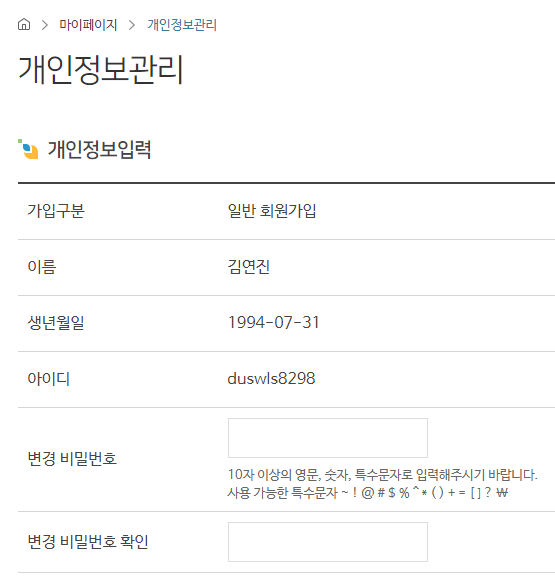 마이페이지 > 개인정보관리
개인정보관리
개인정보입력
가입구분 일반 회원가입
이름 김연진
생년월일 1994-07-31
아이디 duswls8298
변경 비밀번호
10자 이상의 영문, 숫자, 특수문자로 입력해주시기 바랍니다.
사용 가능한 특수문자 ~ ! @ # $ % ^ * ( ) + = [ ] ? ₩
변경 비밀번호 확인